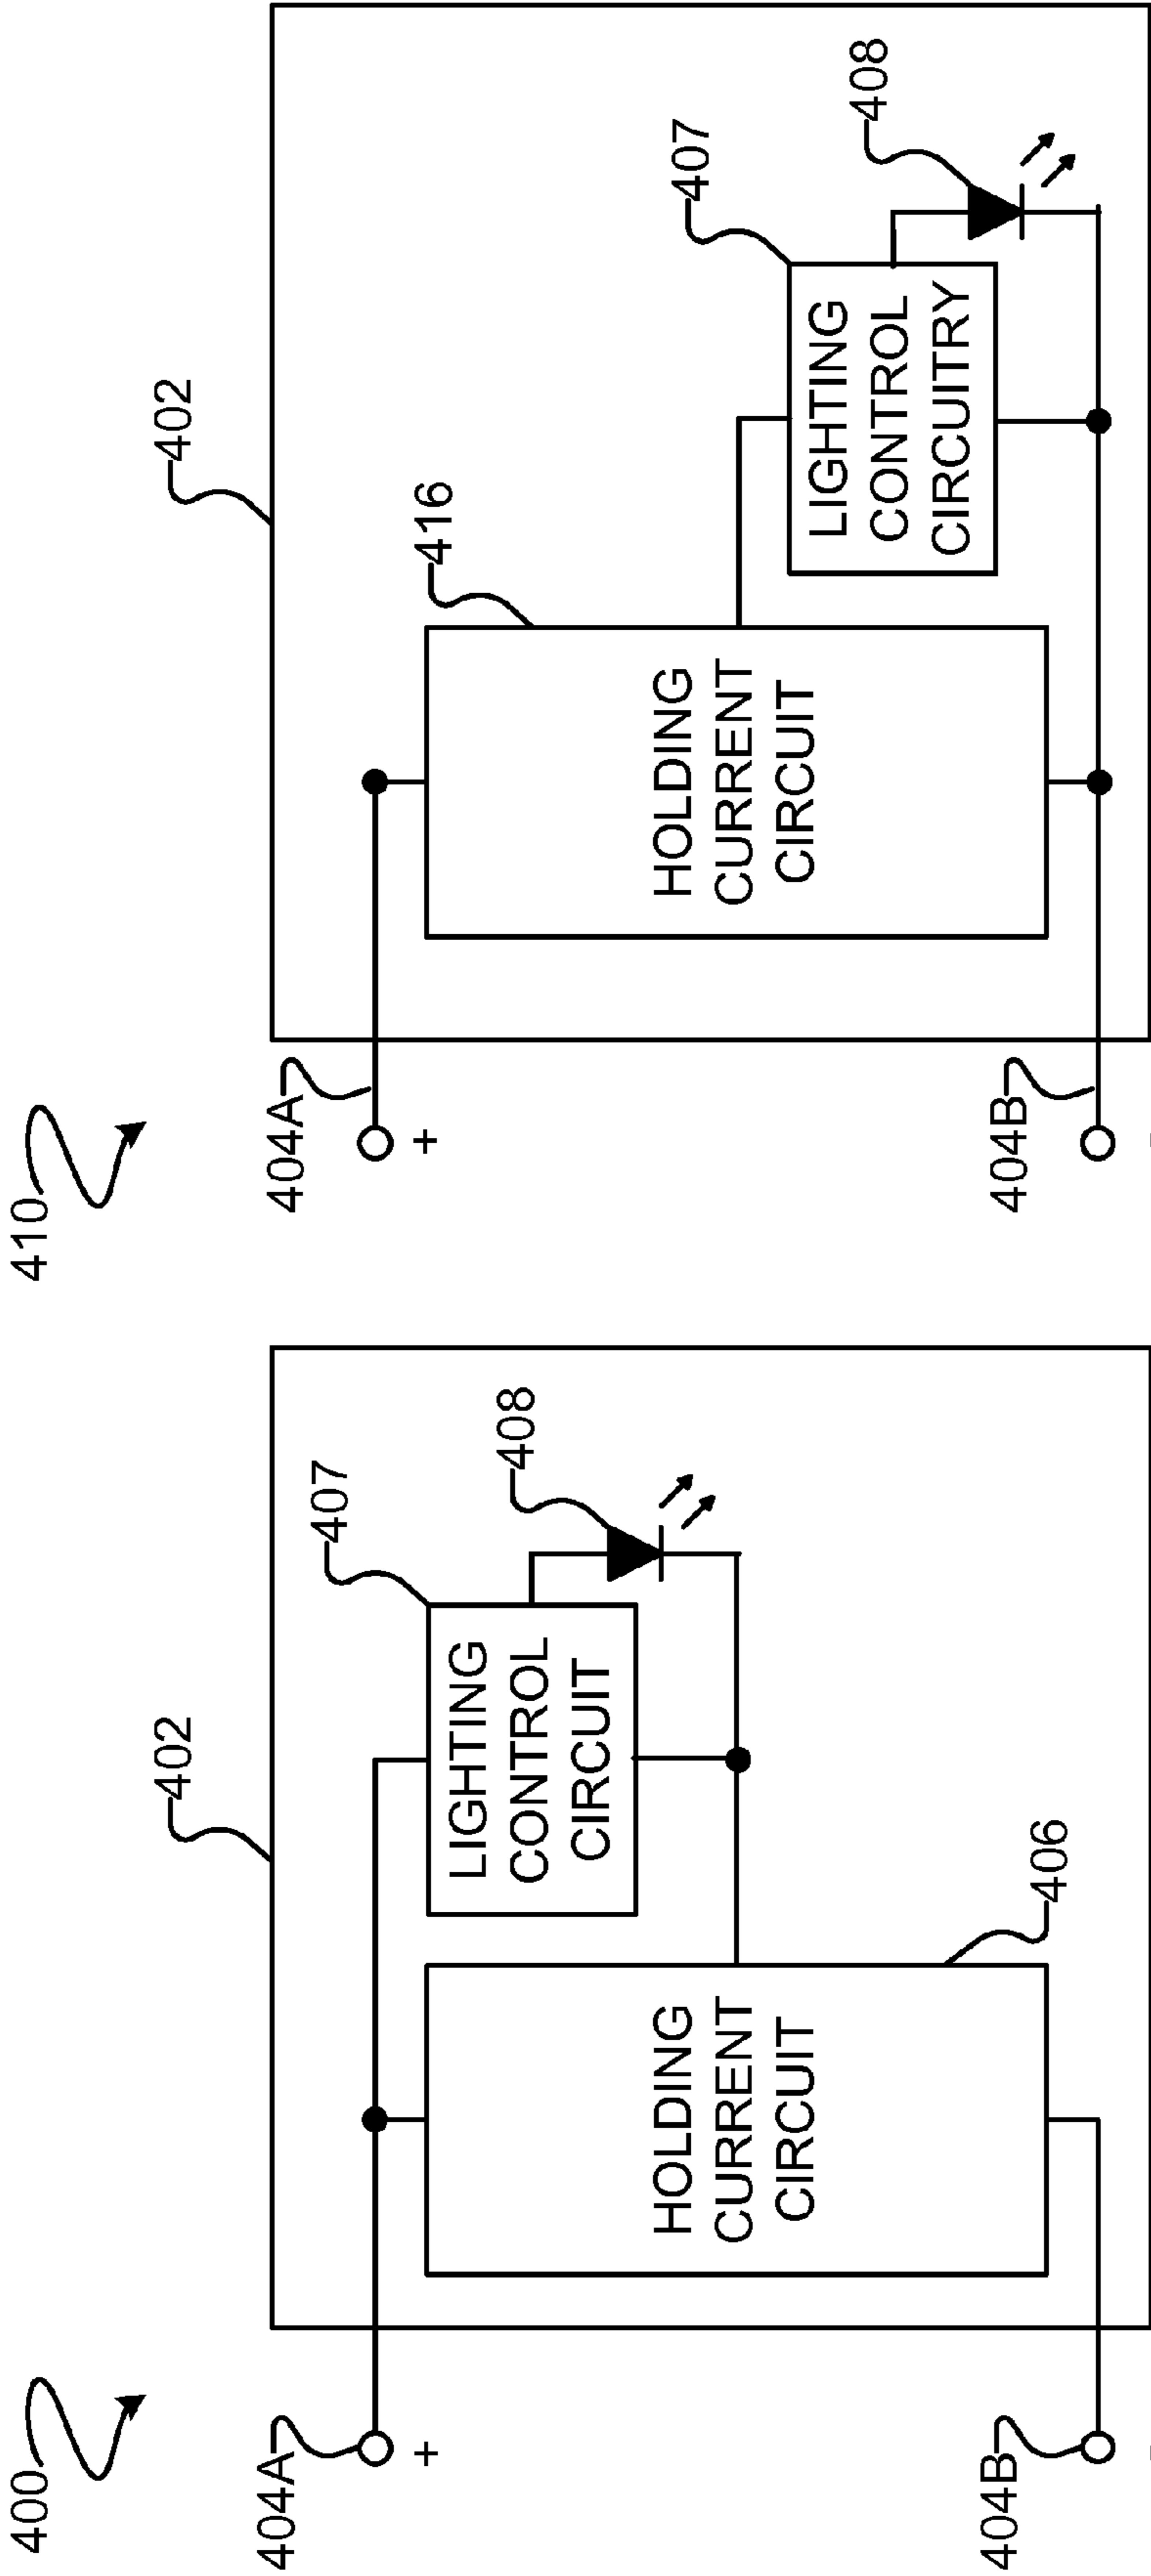 400
402
404A
+
407
408
LIGHTING
CONTROL
CIRCUIT
HOLDING
CURRENT
CIRCUIT
406
404B
-
410
402
404A
+
416
407
408
HOLDING
CURRENT
CIRCUIT
LIGHTING
CONTROL
CIRCUITRY
404B
-